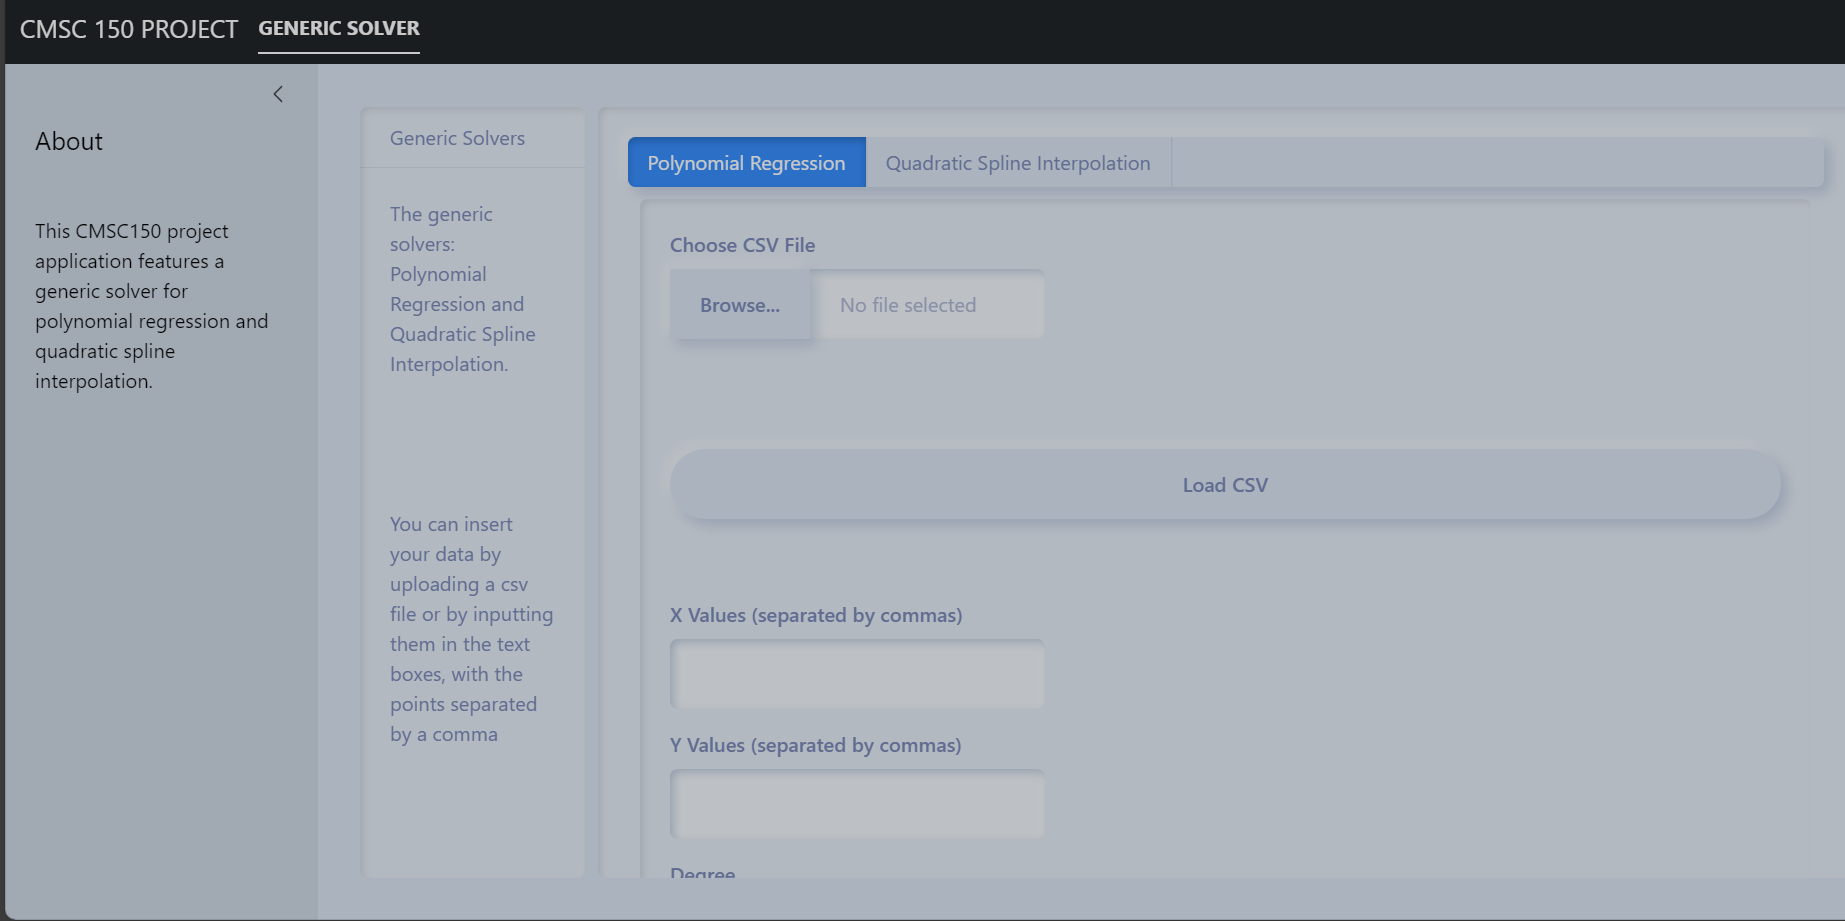 CMSC 150 PROJECT GENERIC SOLVER
About
This CMSC150 project
application features a
generic solver for
polynomial regression and
quadratic spline
interpolation.
Generic Solvers
The generic
solvers:
Polynomial
Regression and
Quadratic Spline
Interpolation.
You can insert
your data by
uploading a csv
file or by inputting
them in the text
boxes, with the
points separated
by a comma
Polynomial Regression Quadratic Spline Interpolation
Choose CSV File
Browse... No file selected
Load CSV
X Values (separated by commas)
Y Values (separated by commas)
Degree